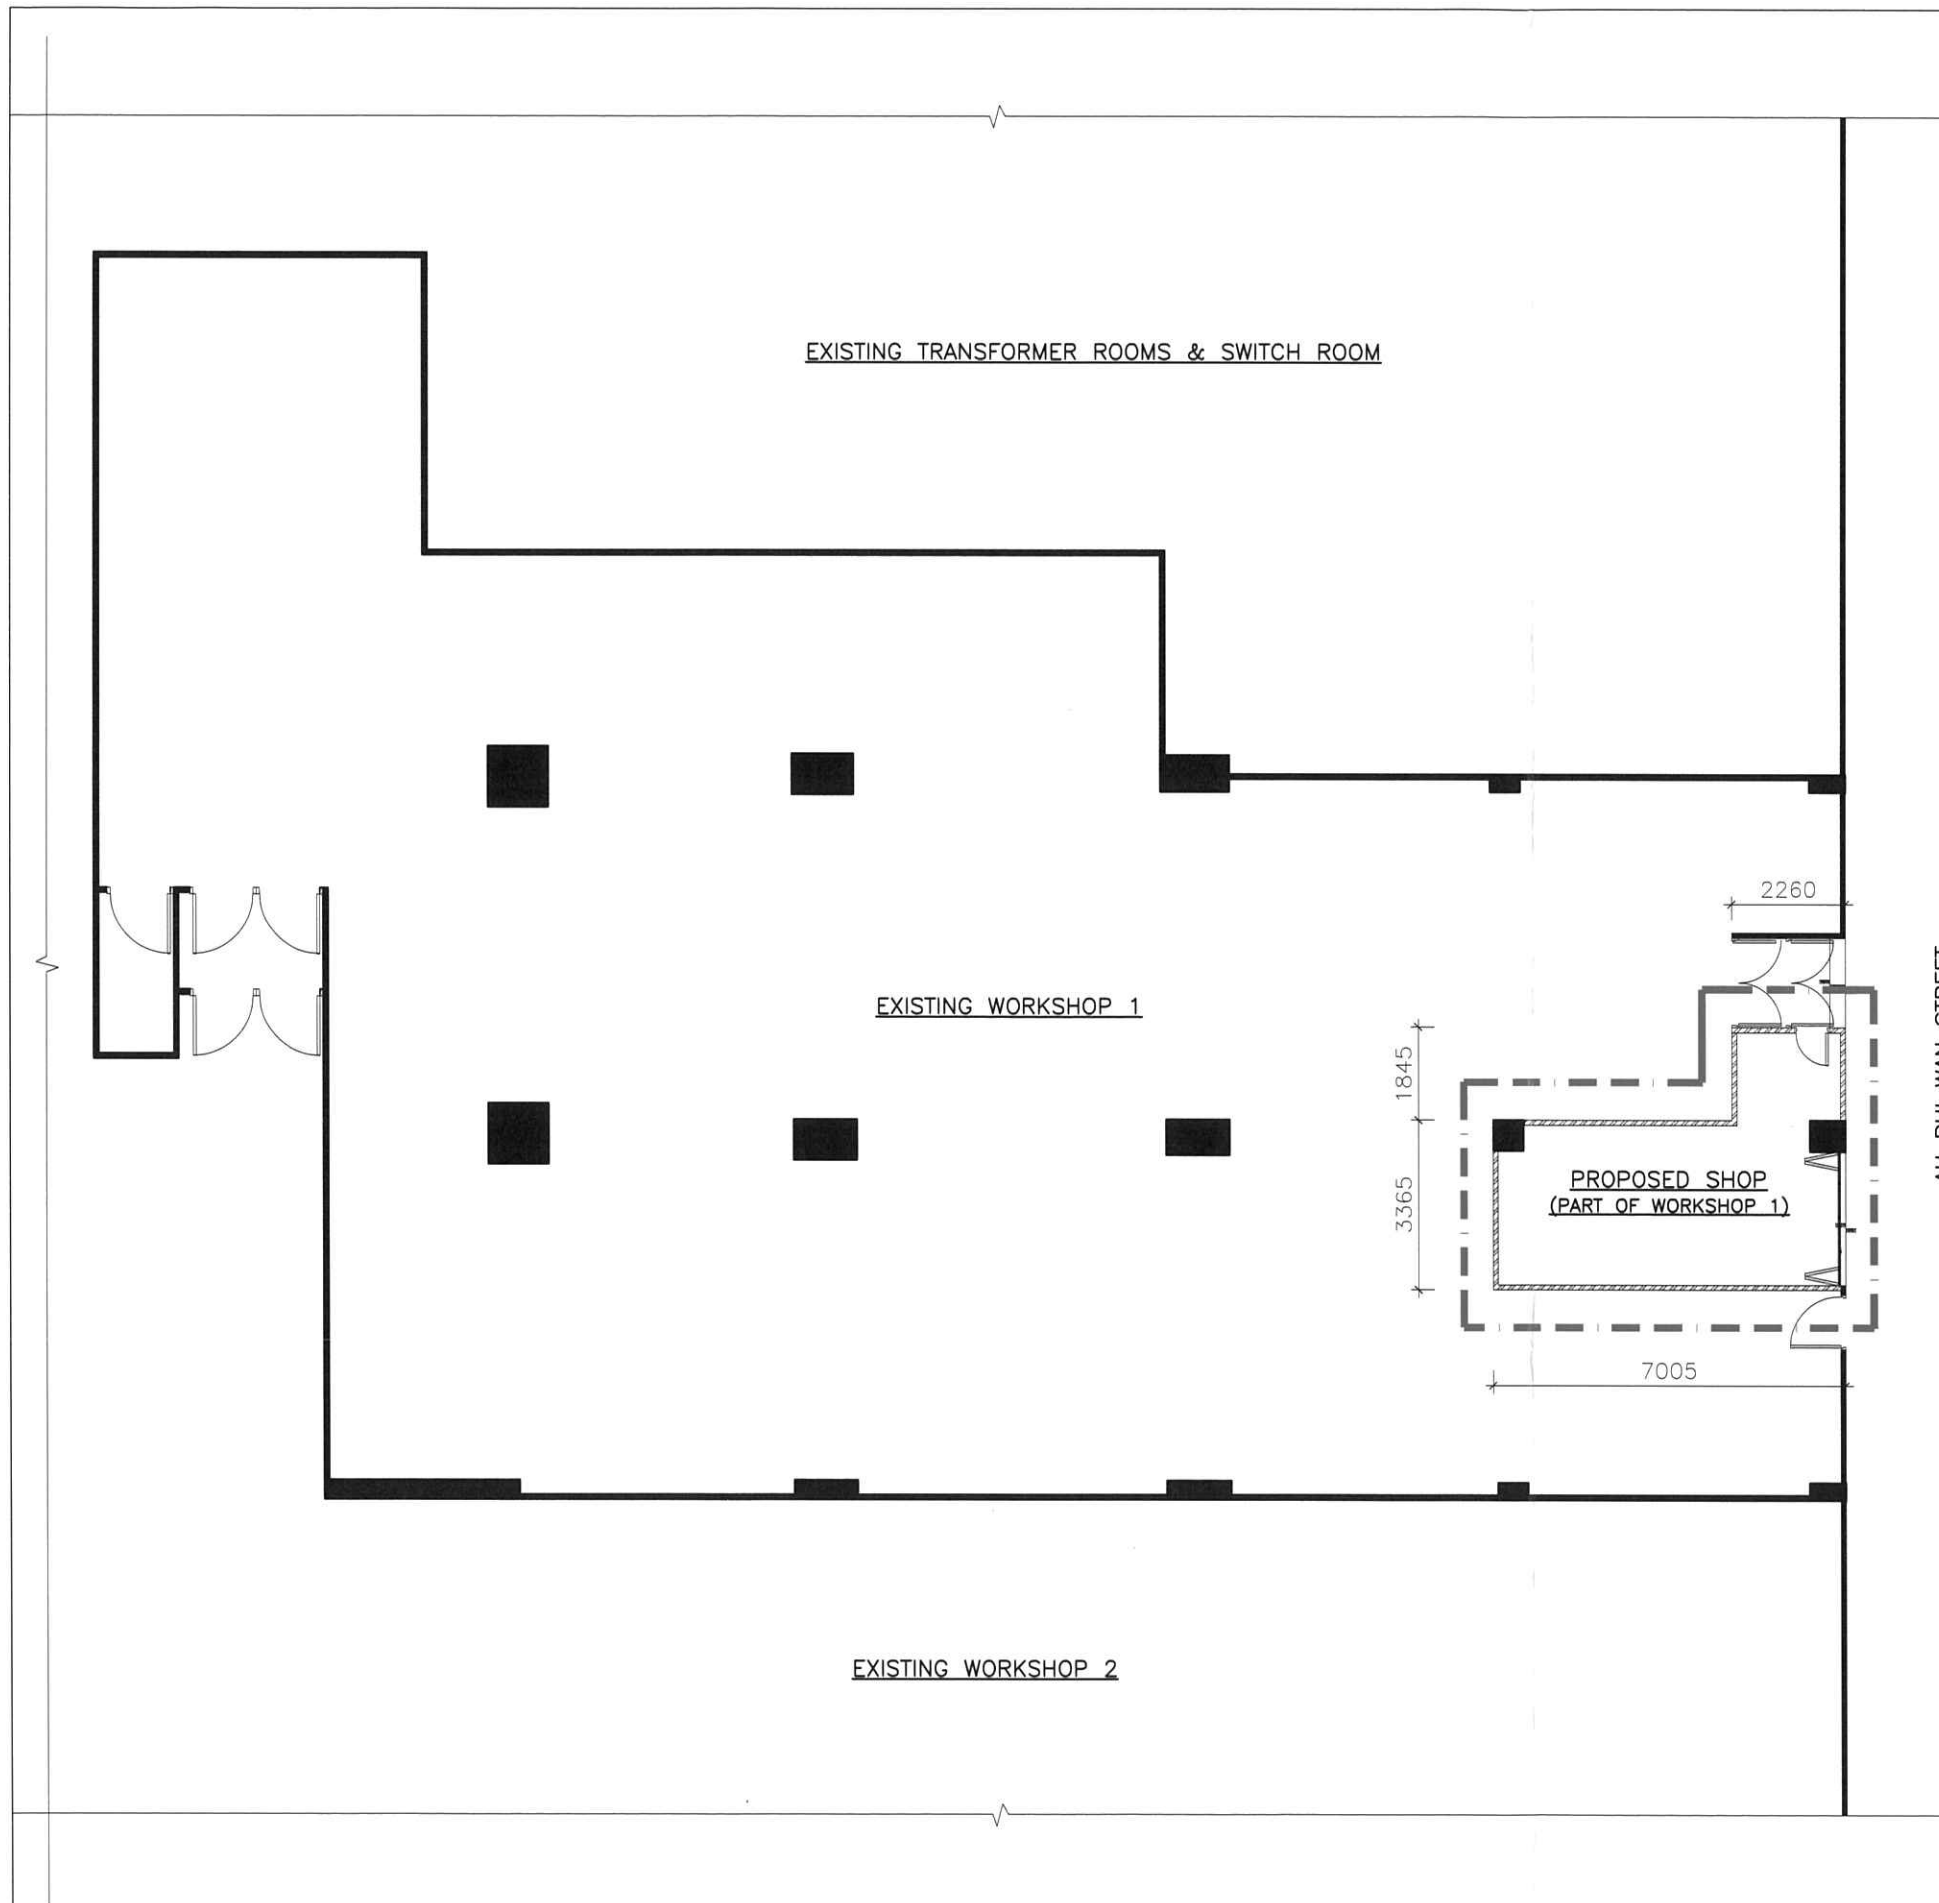 EXISTING TRANSFORMER ROOMS & SWITCH ROOM
2260
EXISTING WORKSHOP 1
1845
3365
PROPOSED SHOP
(PART OF WORKSHOP 1)
7005
EXISTING WORKSHOP 2